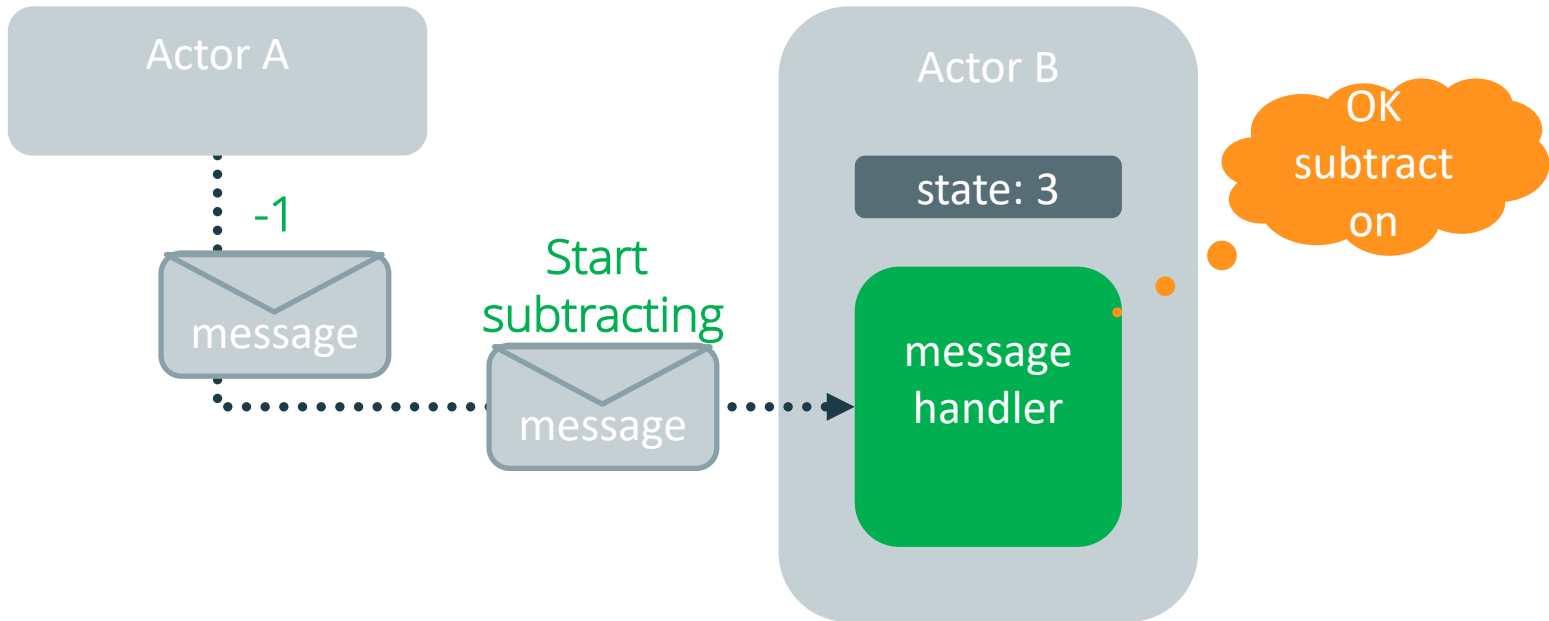 Actor A
-1
message
Start
subtracting
message
Actor B
state: 3
message
handler
OK
subtract
on